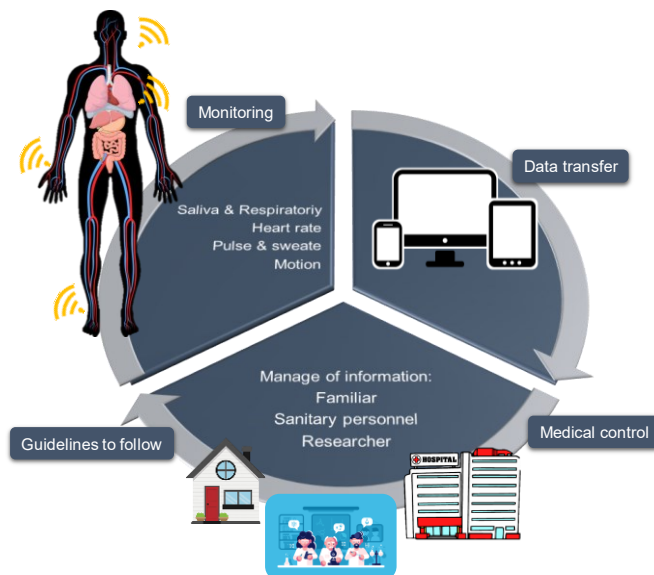 Monitoring
Data transfer
Saliva & Respiratoriy
Heart rate
Pulse & sweate
Motion
Manage of information:
Familiar
Sanitary personnel
Researcher
Guidelines to follow
Medical control
HOSPITAL